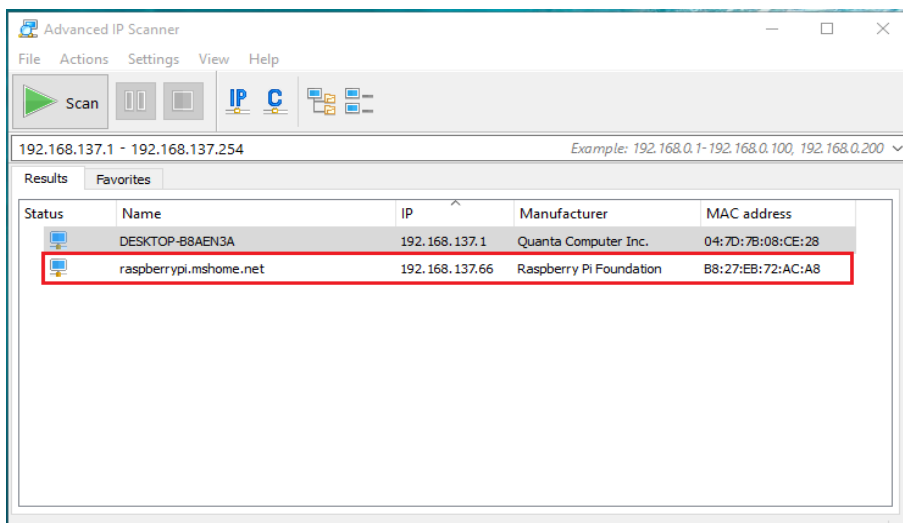 Advanced IP Scanner
File Actions Settings View Help
Scan IP C
192.168.137.1 - 192.168.137.254 Example: 192.168.0.1-192.168.0.100, 192.168.0.200
Results Favorites
Status Name IP Manufacturer MAC address
DESKTOP-B8AEN3A 192.168.137.1 Quanta Computer Inc. 04:7D:7B:08:CE:28
raspberrypi.mshome.net 192.168.137.66 Raspberry Pi Foundation B8:27:EB:72:AC:A8